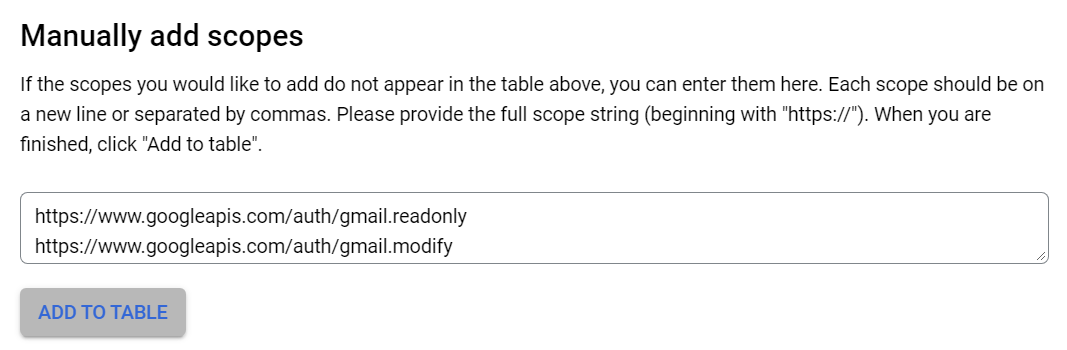 Manually add scopes
If the scopes you would like to add do not appear in the table above, you can enter them here. Each scope should be on
a new line or separated by commas. Please provide the full scope string (beginning with "https://"). When you are
finished, click "Add to table".
https://www.googleapis.com/auth/gmail.readonly
https://www.googleapis.com/auth/gmail.modify
ADD TO TABLE